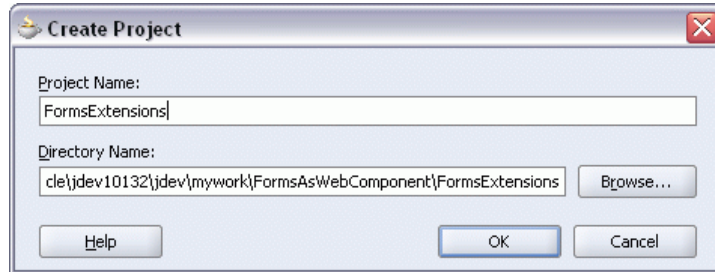 Create Project
Project Name:
FormsExtensions
Directory Name:
cle\jdev10132\jdev\mywork\FormsAsWebComponent\FormsExtensions
Browse...
Help
OK
Cancel